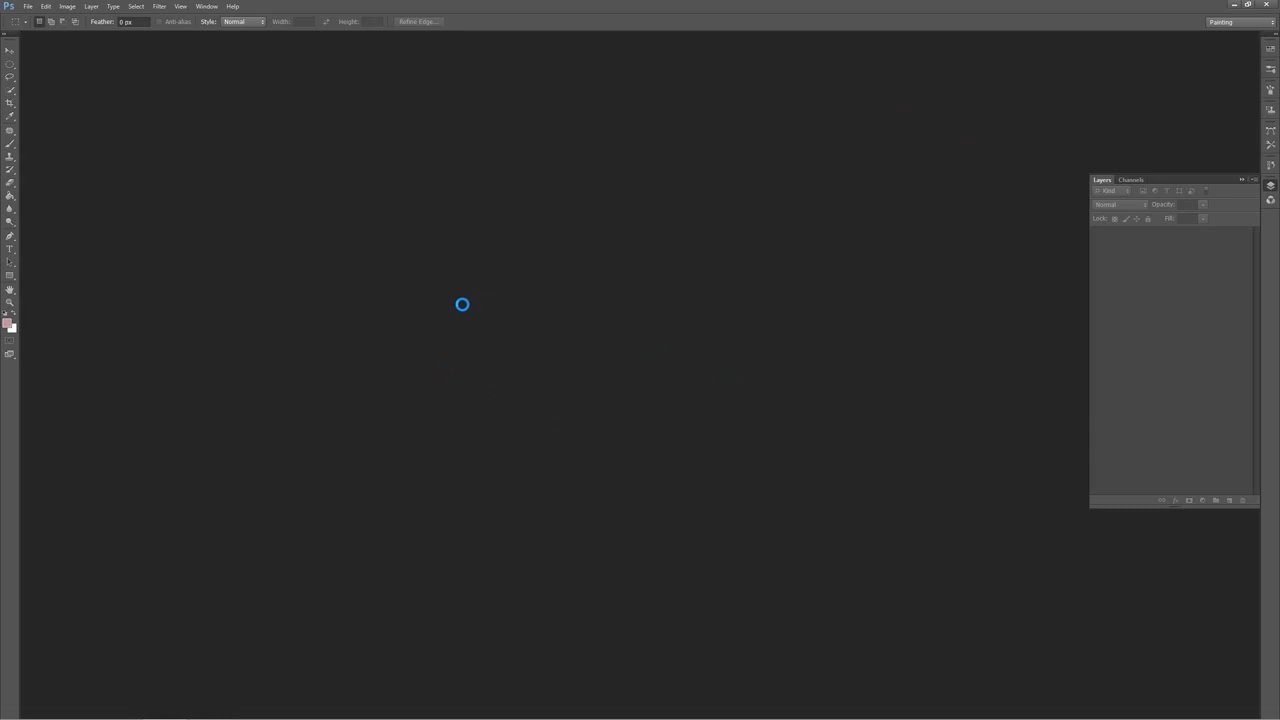 Ps File Edit Image Layer Type Select Filter View Window Help
Feather: 0 px Anti-alias Style: Normal Width: Height: Refine Edge... Painting
Layers Channels
Kind
Normal Opacity:
Lock: Fill:
T